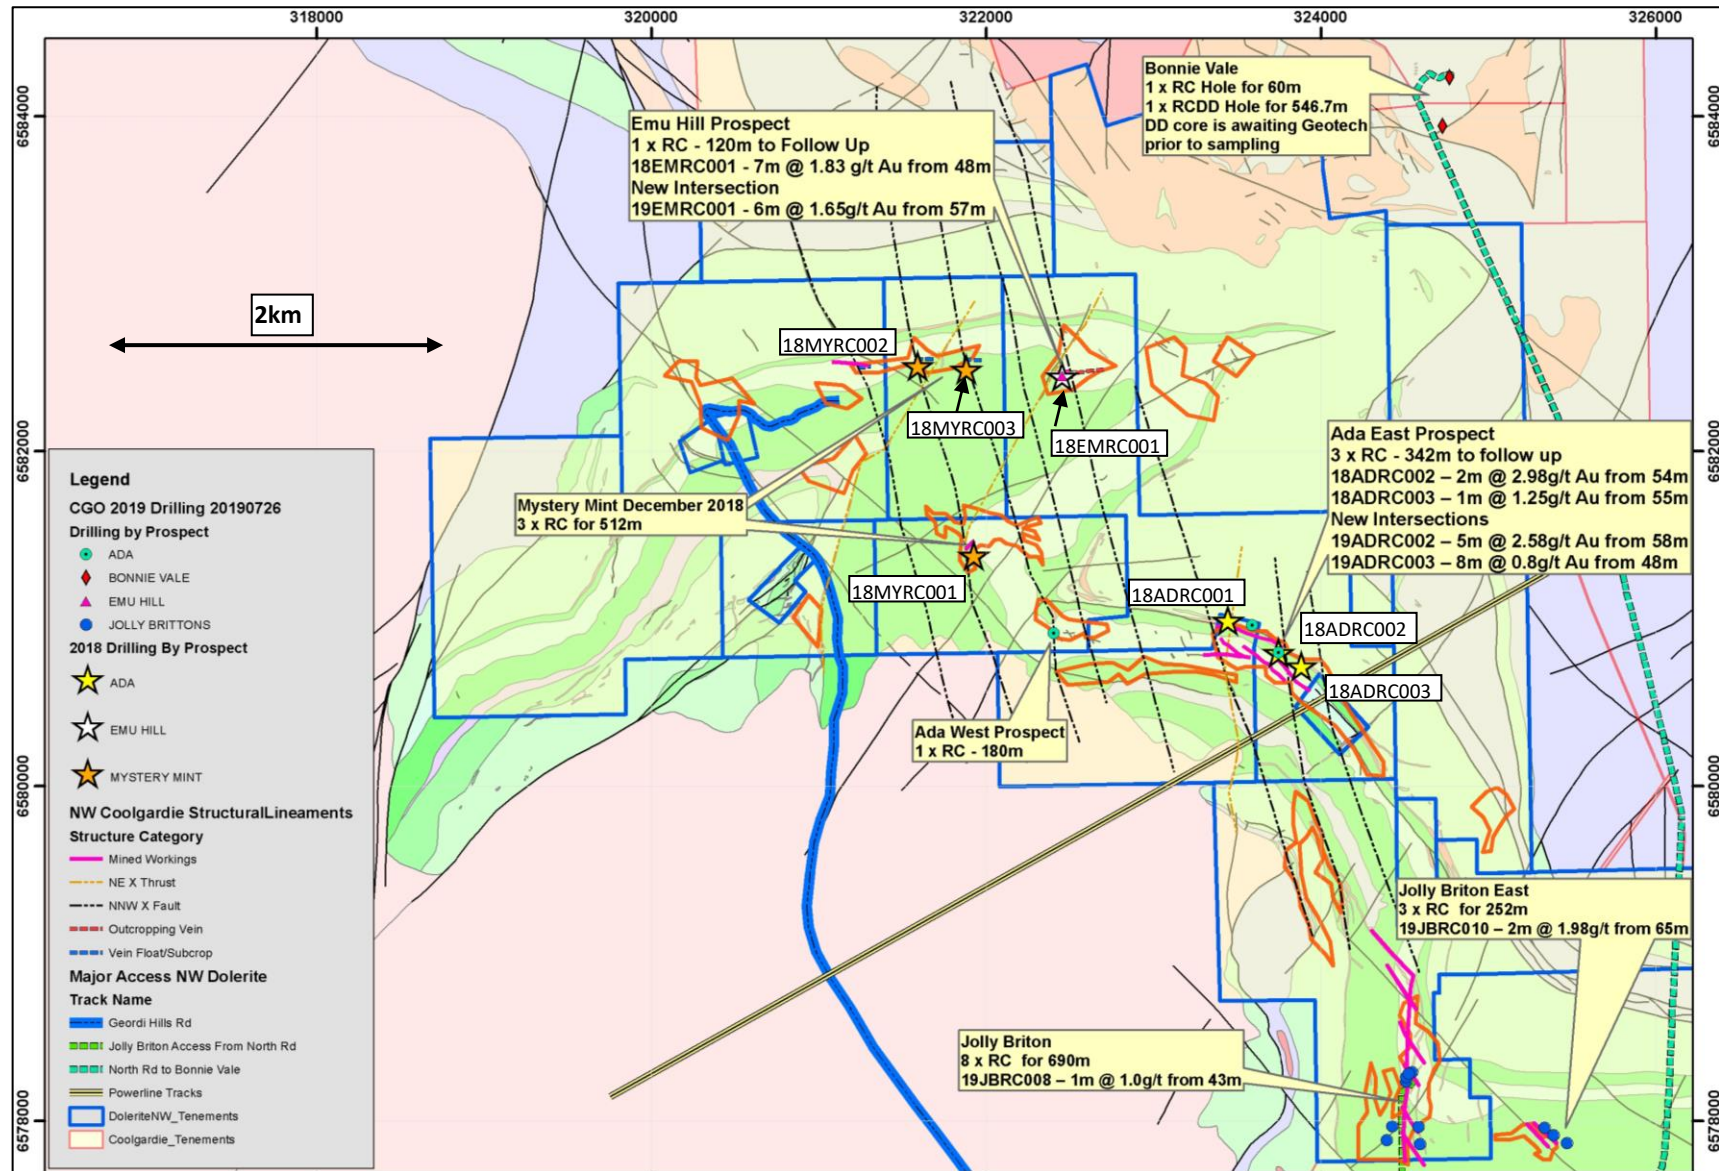 318000
320000
322000
324000
326000
6584000
6584000
Bonnie Vale
1 x RC Hole for 60m
1 x RCDD Hole for 546.7m
DD core is awaiting Geotech
prior to sampling
Emu Hill Prospect
1 x RC - 120m to Follow Up
18EMRC001 - 7m @ 1.83 g/t Au from 48m
New Intersection
19EMRC001 - 6m @ 1.65g/t Au from 57m
2km
18MYRC002
18MYRC003
18EMRC001
6582000
6582000
Ada East Prospect
3 x RC - 342m to follow up
18ADRC002 – 2m @ 2.98g/t Au from 54m
18ADRC003 – 1m @ 1.25g/t Au from 55m
New Intersections
19ADRC002 – 5m @ 2.58g/t Au from 58m
19ADRC003 – 8m @ 0.8g/t Au from 48m
Mystery Mint December 2018
3 x RC for 512m
18MYRC001
18ADRC001
18ADRC002
18ADRC003
Ada West Prospect
1 x RC - 180m
6580000
6580000
Jolly Briton East
3 x RC for 252m
19JBRC010 – 2m @ 1.98g/t from 65m
Jolly Briton
8 x RC for 690m
19JBRC008 – 1m @ 1.0g/t from 43m
6578000
6578000
Legend
CGO 2019 Drilling 20190726
Drilling by Prospect
ADA
BONNIE VALE
EMU HILL
JOLLY BRITTONS
2018 Drilling By Prospect
ADA
EMU HILL
MYSTERY MINT
NW Coolgardie StructuralLineaments
Structure Category
Mined Workings
NE X Thrust
NNW X Fault
Outcropping Vein
Vein Float/Subcrop
Major Access NW Dolerite
Track Name
Geordi Hills Rd
Jolly Briton Access From North Rd
North Rd to Bonnie Vale
Powerline Tracks
DoleriteNW_Tenements
Coolgardie_Tenements